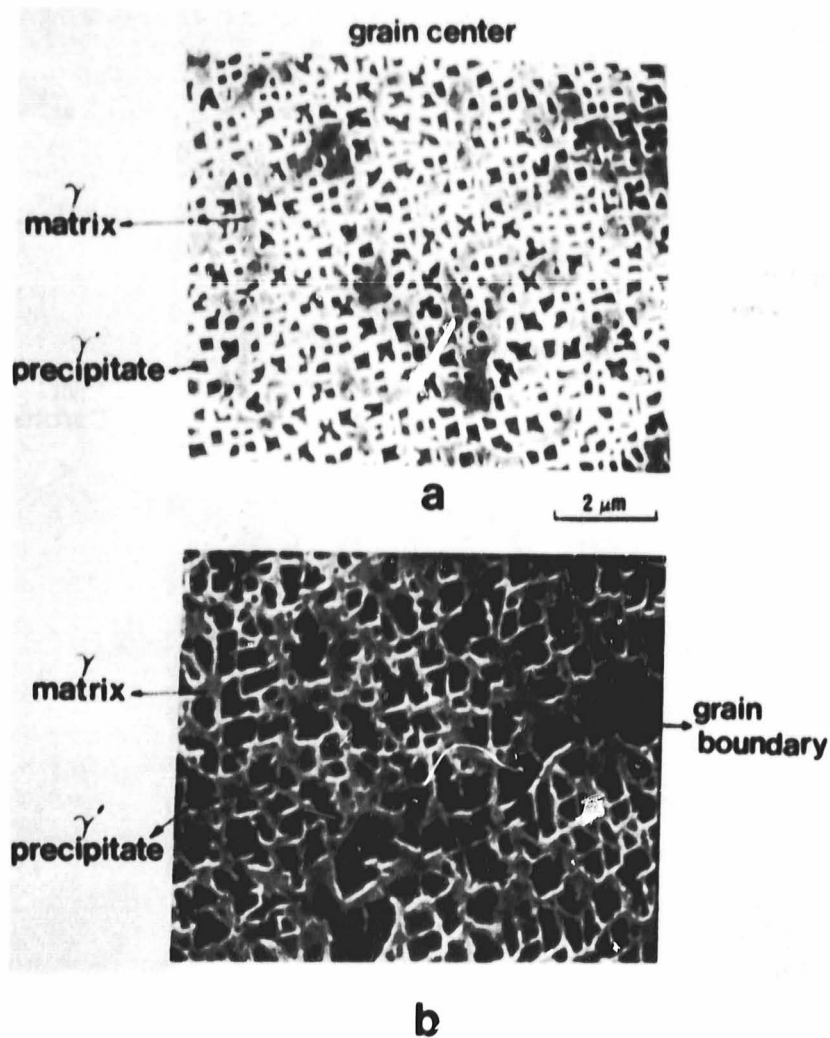 grain center
γ
matrix
γ'
precipitate
a
2 μm
γ
matrix
grain
boundary
γ'
precipitate
b